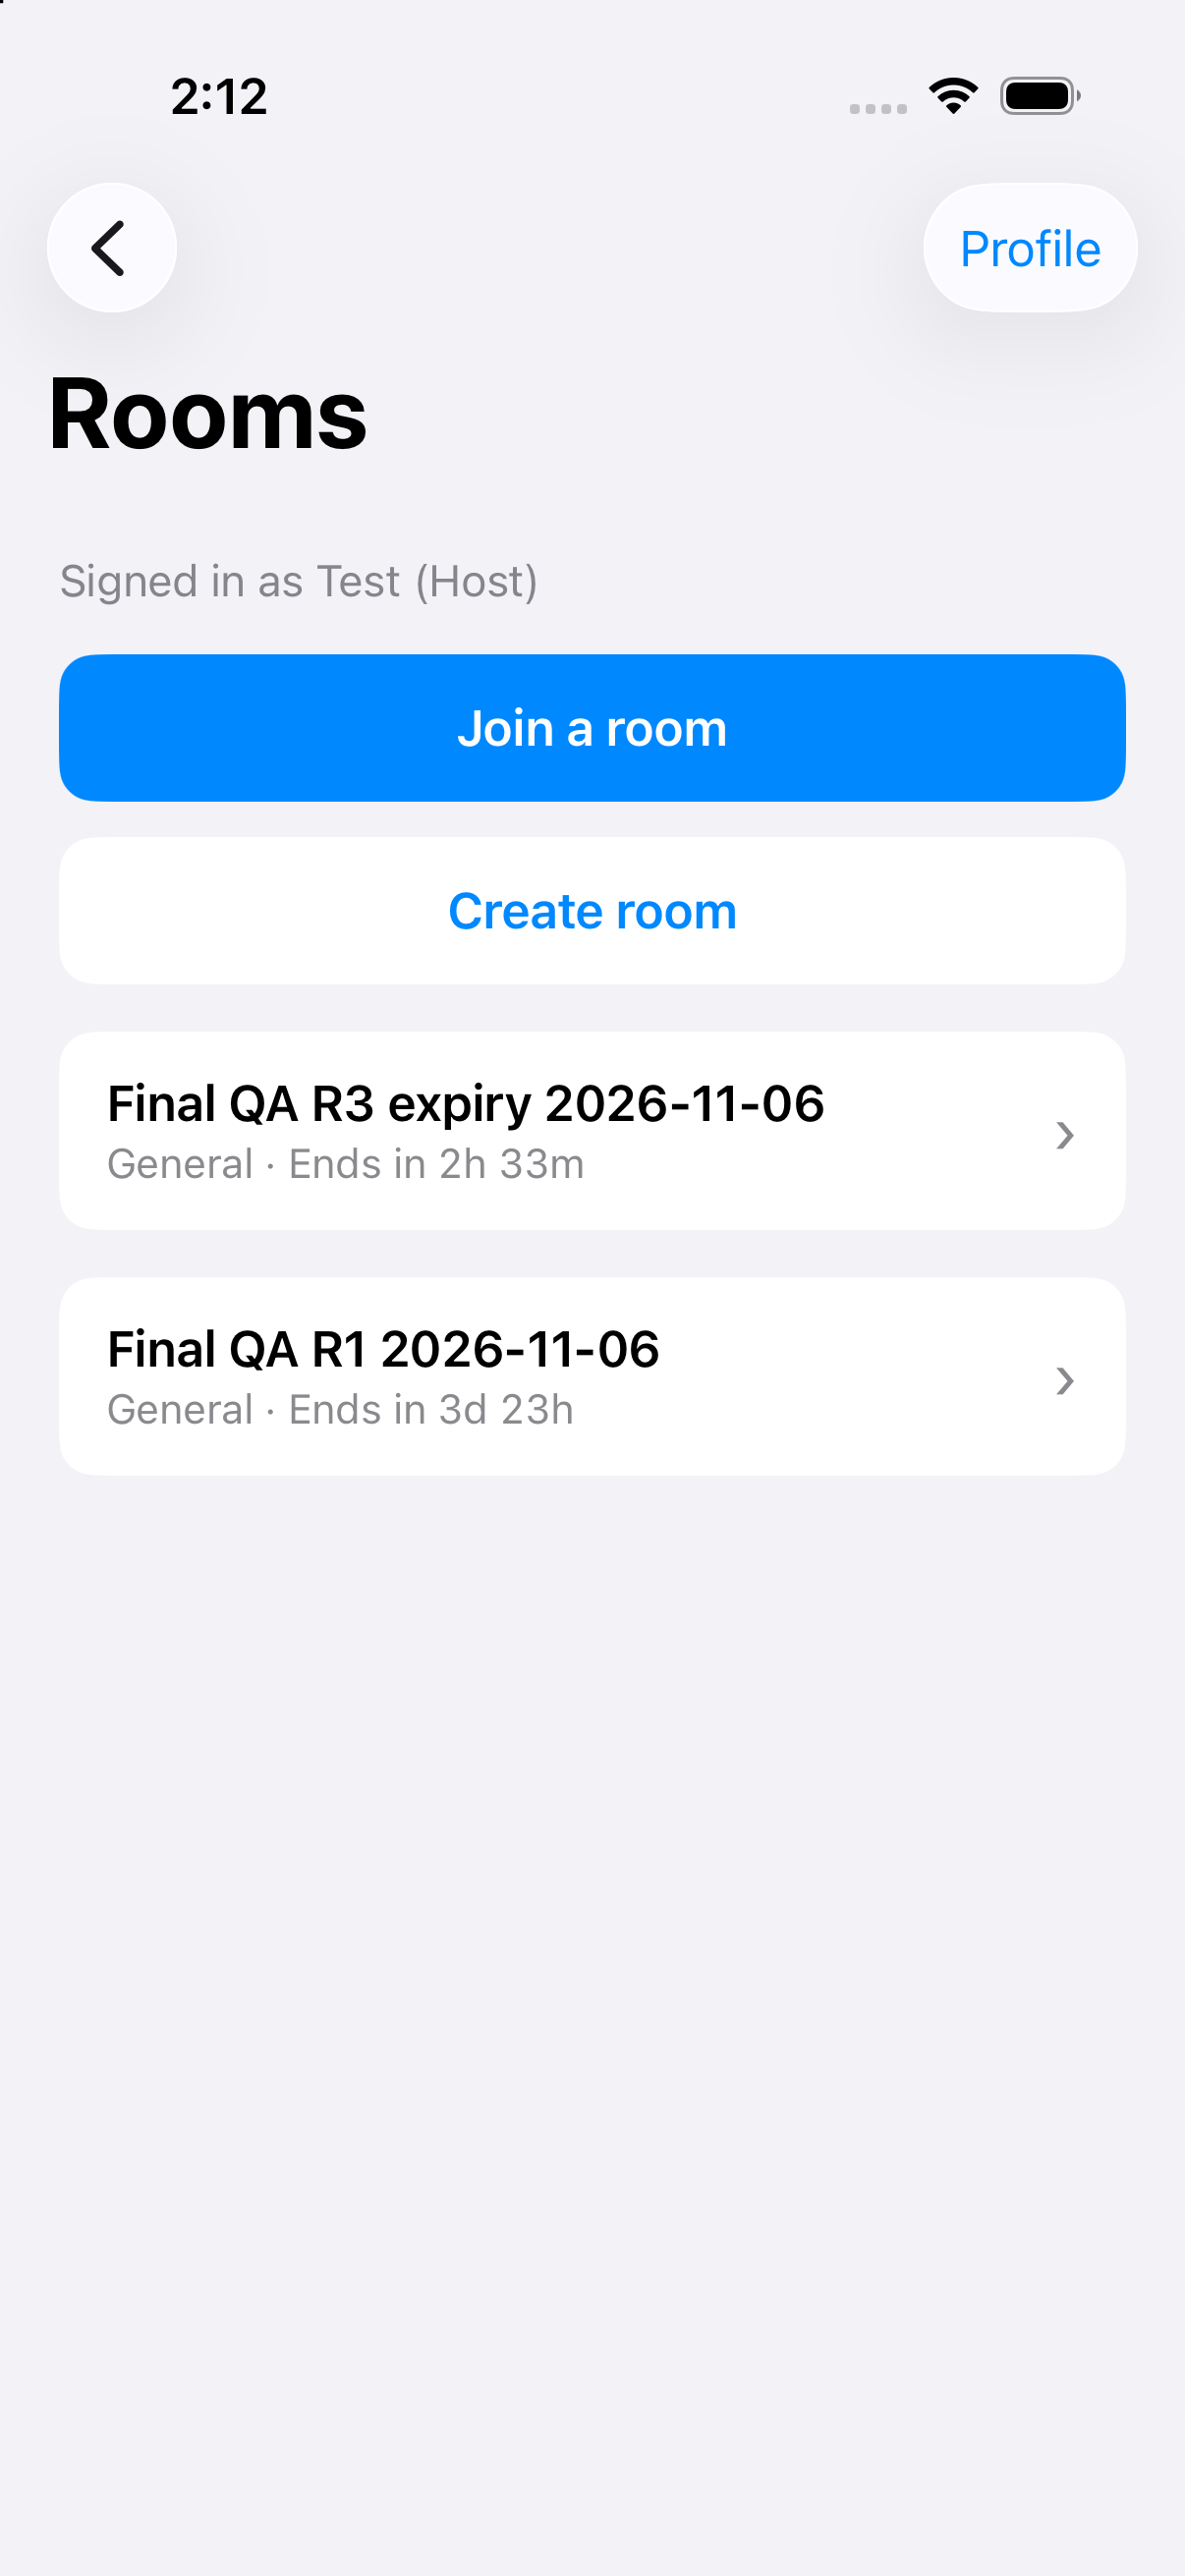 2:12
Profile
Rooms
Signed in as Test (Host)
Join a room
Create room
Final QA R3 expiry 2026-11-06
General · Ends in 2h 33m
Final QA R1 2026-11-06
General · Ends in 3d 23h